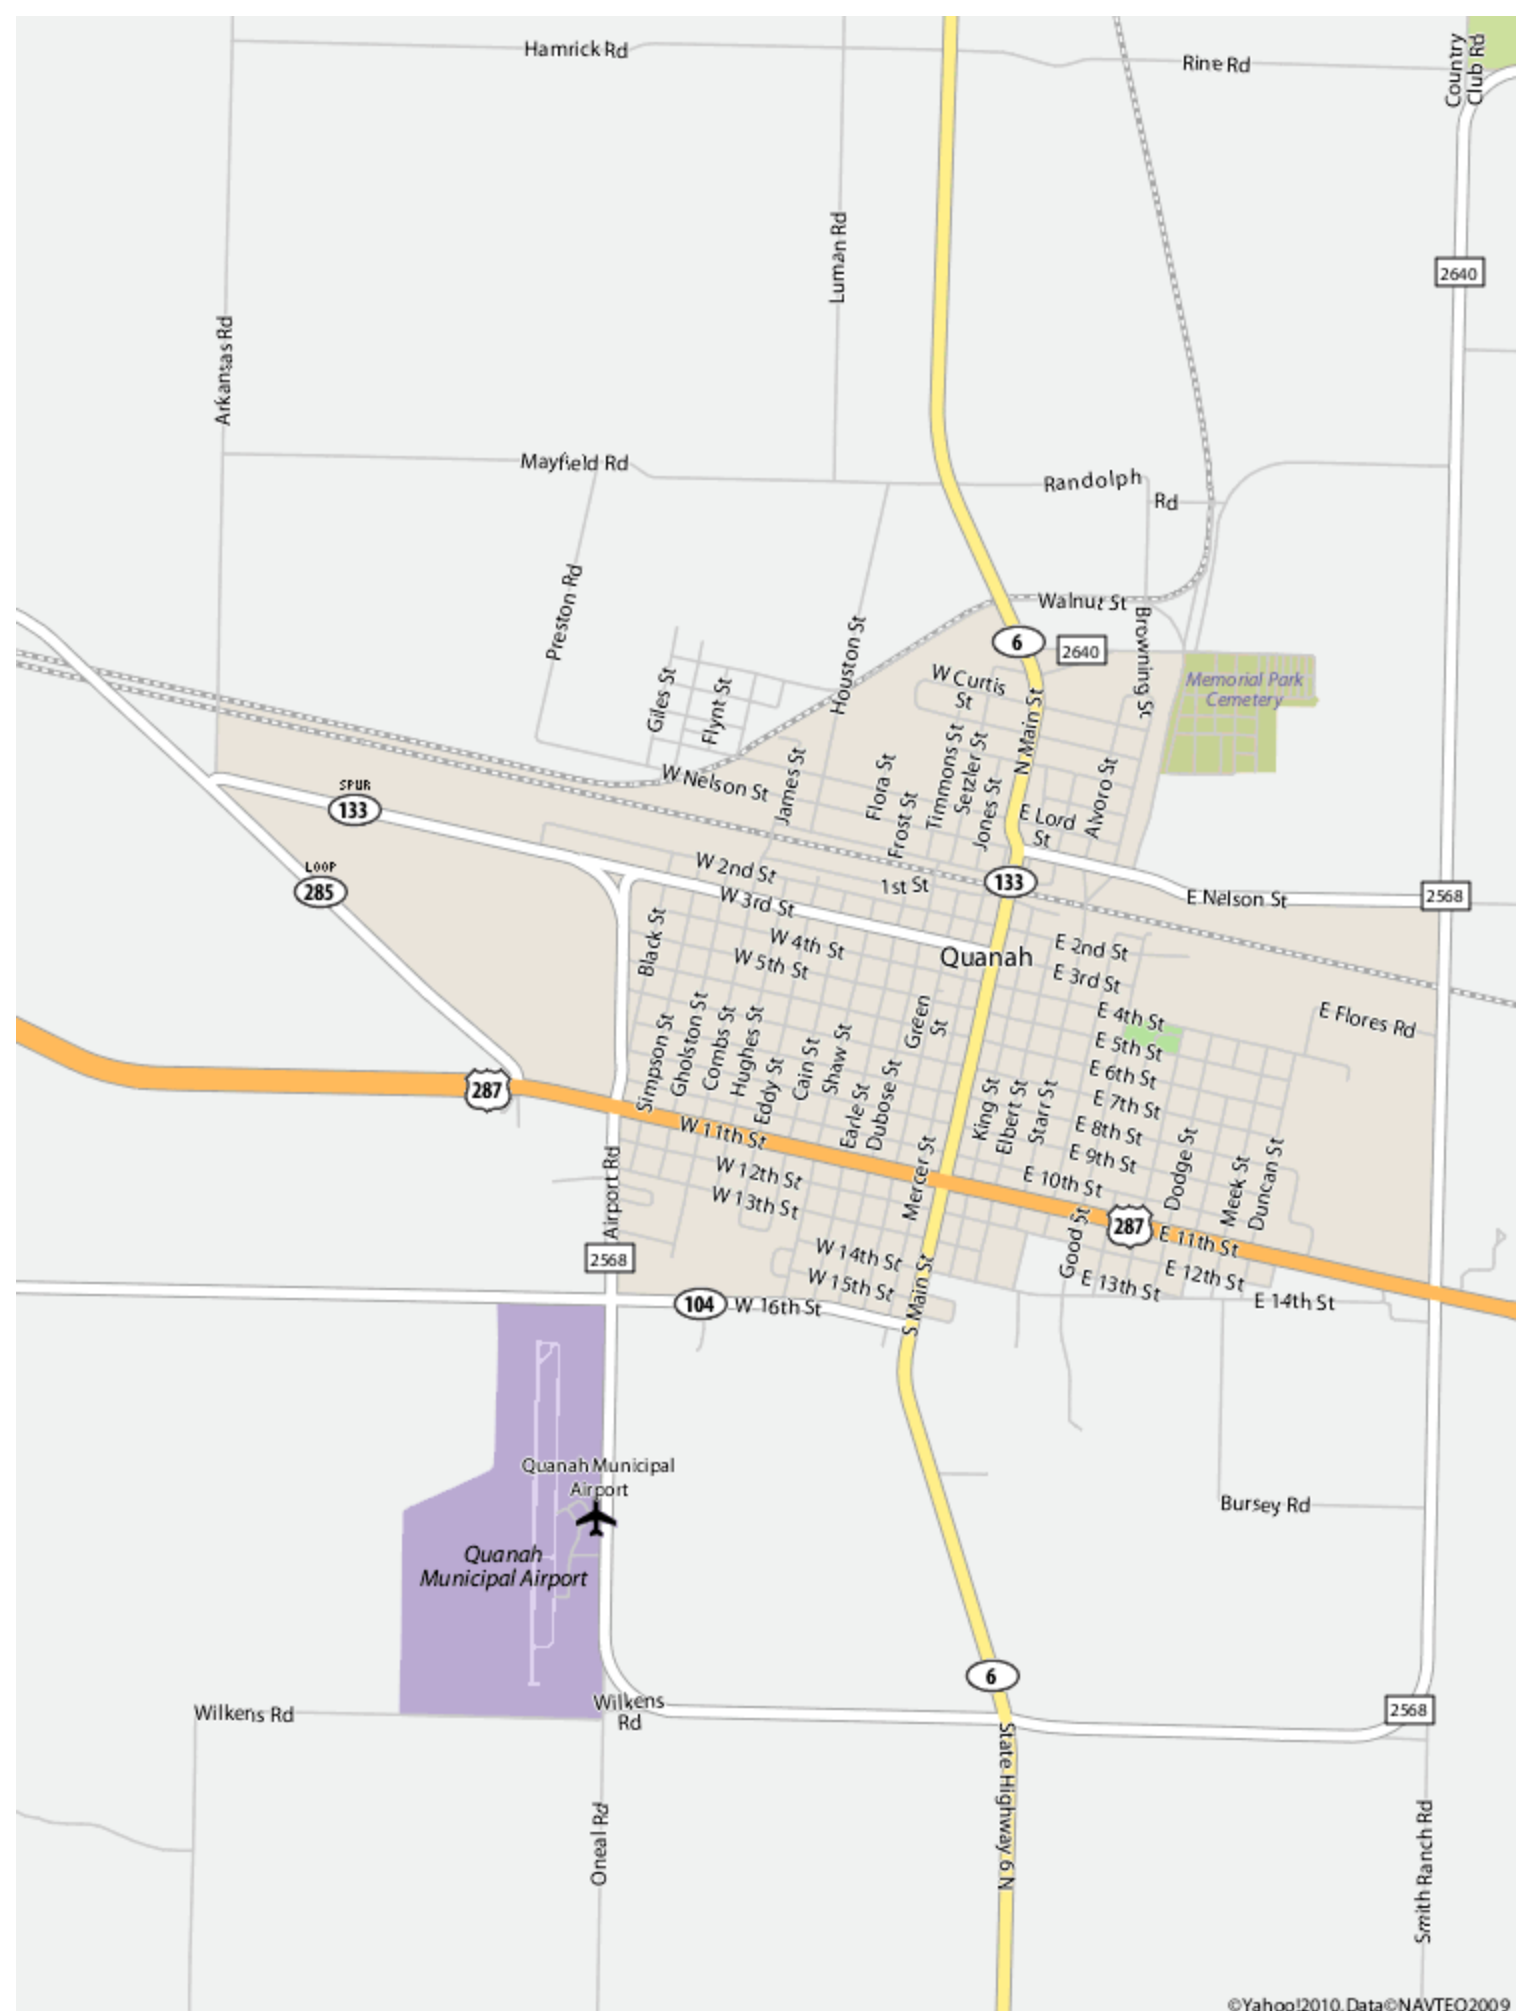 Hamrick Rd
Rine Rd
Country
Club Rd
Luman Rd
2640
Arkansas Rd
Mayfield Rd
Randolph
Rd
Preston Rd
Walnut St
Browning St
6
2640
Houston St
Giles St
Flynt St
W Curtis
St
Memorial Park
Cemetery
N Main St
W Nelson St
James St
Flora St
Frost St
Timmons St
Setzler St
Jones St
Alvoro St
E Lord
St
SPUR
133
LOOP
285
W 2nd St
1st St
133
W 3rd St
E Nelson St
2568
Black St
W 4th St
W 5th St
Quanah
E 2nd St
E 3rd St
E 4th St
E 5th St
E 6th St
E 7th St
E 8th St
E 9th St
E 10th St
E Flores Rd
Green
St
Simpson St
Gholston St
Combs St
Hughes St
Eddy St
Cain St
Shaw St
Earle St
Dubose St
King St
Elbert St
Starr St
287
W 11th St
Mercer St
Dodge St
Meek St
Duncan St
W 12th St
W 13th St
Airport Rd
Good St
287
E 11th St
2568
W 14th St
W 15th St
S Main St
E 12th St
E 13th St
E 14th St
104
W 16th St
Quanah Municipal
Airport
Quanah
Municipal Airport
Bursey Rd
6
Wilkens Rd
Wilkens
Rd
2568
State Highway 6 N
Oneal Rd
Smith Ranch Rd
©Yahoo!2010, Data©NAVTEQ2009